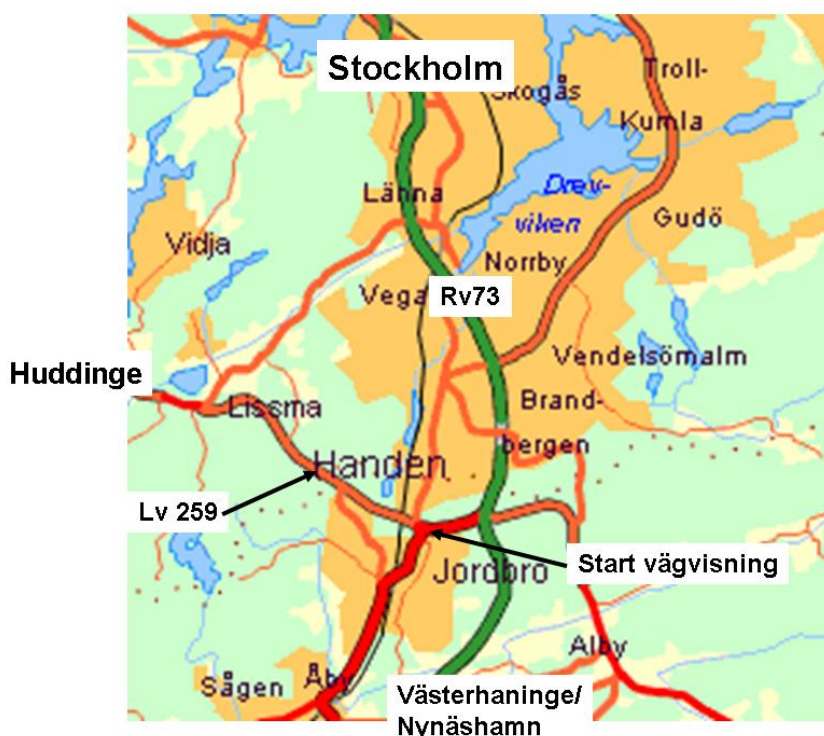 Stockholm
Troll-
Skogås
Kumla
Länna
Drev-
viken
Gudö
Vidja
Norrby
Vega
Rv73
Vendelsömalm
Huddinge
Lissma
Brand-
bergen
Handen
Lv 259
Start vägvisning
Jordbro
Alby
Sågen
Åby
Västerhaninge/
Nynäshamn